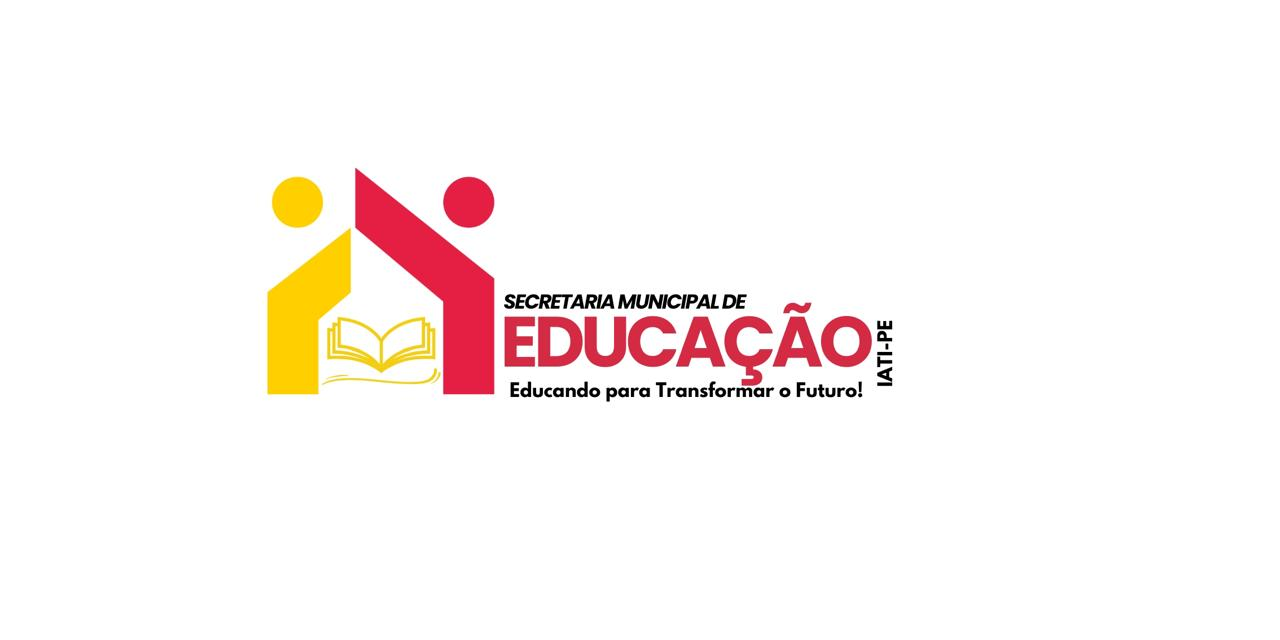 SECRETARIA MUNICIPAL DE
EDUCAÇÃO
Educando para Transformar o Futuro!
IATI-PE